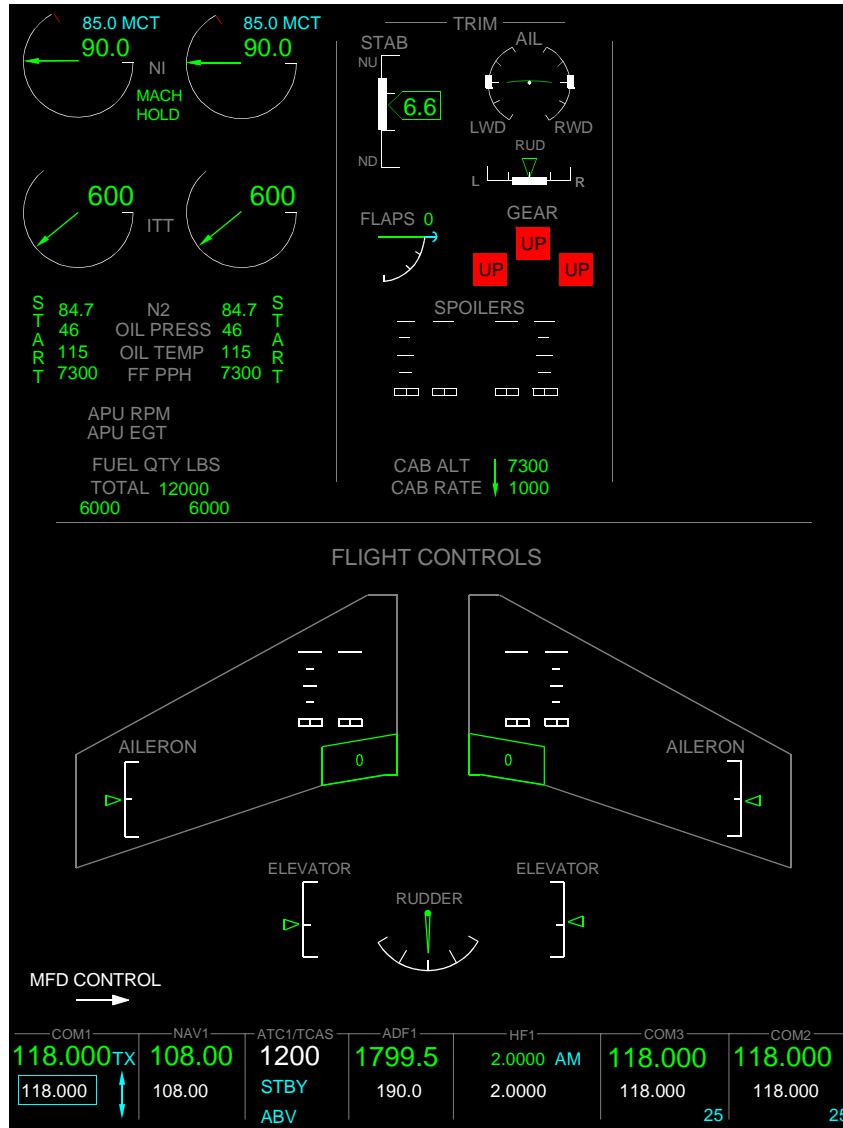 85.0 MCT 85.0 MCT
90.0 90.0
NI
MACH
HOLD
600 600
ITT
START START
84.7 N2 84.7
46 OIL PRESS 46
115 OIL TEMP 115
7300 FF PPH 7300
APU RPM
APU EGT
FUEL QTY LBS
TOTAL 12000
6000 6000
TRIM
STAB AIL
NU
6.6
ND
LWD RWD
RUD
L R
FLAPS 0
GEAR
UP
UP UP
SPOILERS
CAB ALT 7300
CAB RATE 1000
FLIGHT CONTROLS
AILERON AILERON
0 0
ELEVATOR ELEVATOR
RUDDER
MFD CONTROL
COM1 NAV1 ATC1/TCAS ADF1 HF1 COM3 COM2
118.000 TX 108.00 1200 1799.5 2.0000 AM 118.000 118.000
118.000 108.00 STBY 190.0 2.0000 118.000 118.000
ABV 25 25